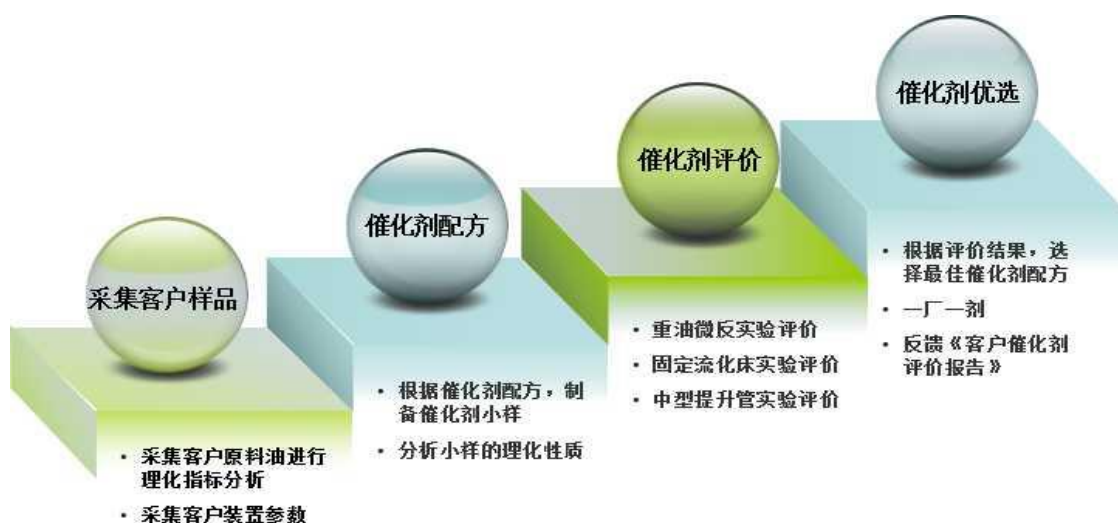 采集客户样品
• 采集客户原料油进行
理化指标分析
• 采集客户装置参数
催化剂配方
• 根据催化剂配方，制
备催化剂小样
• 分析小样的理化性质
催化剂评价
• 重油微反实验评价
• 固定流化床实验评价
• 中型提升管实验评价
催化剂优选
• 根据评价结果，选
择最佳催化剂配方
• 一厂一剂
• 反馈《客户催化剂
评价报告》